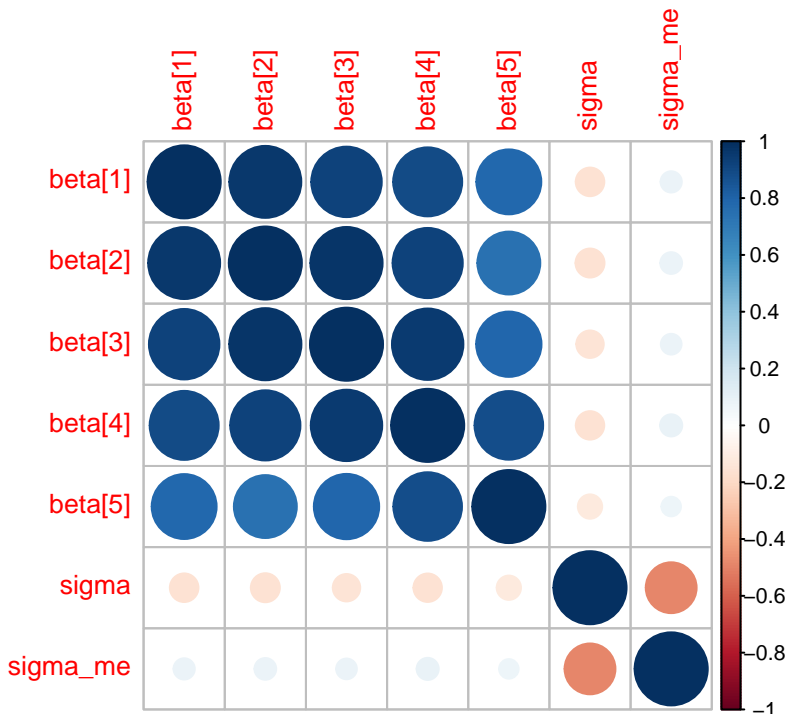 beta[1]
beta[2]
beta[3]
beta[4]
beta[5]
sigma
sigma_me
beta[1]
beta[2]
beta[3]
beta[4]
beta[5]
sigma
sigma_me
1
0.8
0.6
0.4
0.2
0
−0.2
−0.4
−0.6
−0.8
−1